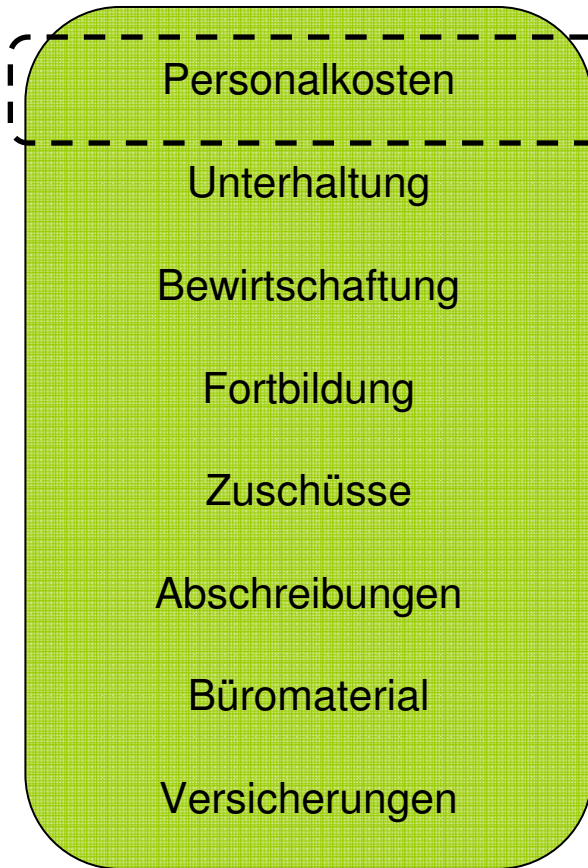 Personalkosten
Unterhaltung
Bewirtschaftung
Fortbildung
Zuschüsse
Abschreibungen
Büromaterial
Versicherungen